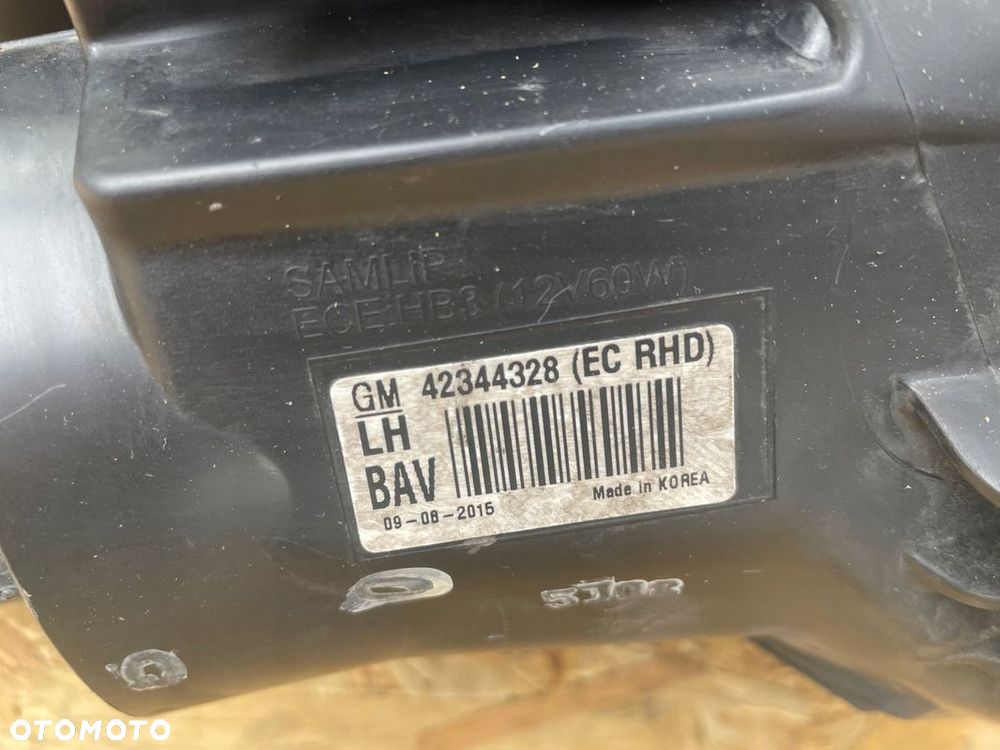 SAMLIP
ECE HB3 (12V60W)
GM 42344328 (EC RHD)
LH
BAV
09-08-2015 Made in KOREA
OTOMOTO